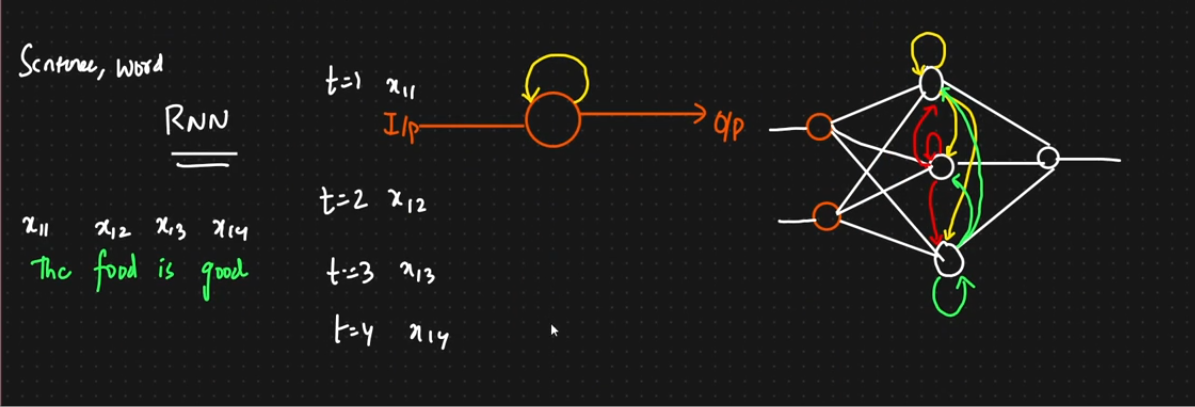 Sentence, word
RNN
x11 x12 x13 x14
The food is good
t=1 x11
I/p O/p
t=2 x12
t=3 x13
t=4 x14